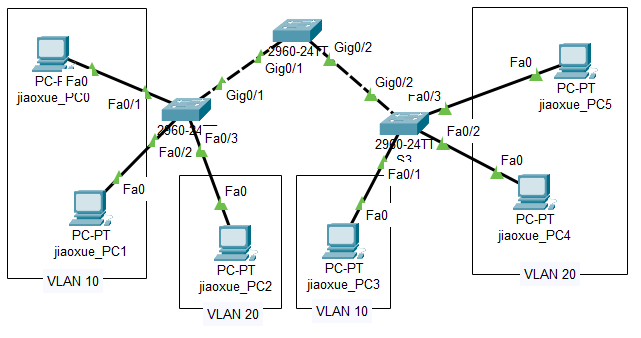 2960-24TT
Gig0/2
Gig0/1
Gig0/1
Gig0/2
PC-P Fa0
jiaoxue_PC0
Fa0/1
2960-24TT
Fa0/2
Fa0/3
Fa0
PC-PT
jiaoxue_PC1
VLAN 10
Fa0
PC-PT
jiaoxue_PC2
VLAN 20
Fa0/3
2960-24TT
S3
Fa0/2
Fa0/1
Fa0
PC-PT
jiaoxue_PC3
VLAN 10
Fa0
PC-PT
jiaoxue_PC5
Fa0
PC-PT
jiaoxue_PC4
VLAN 20